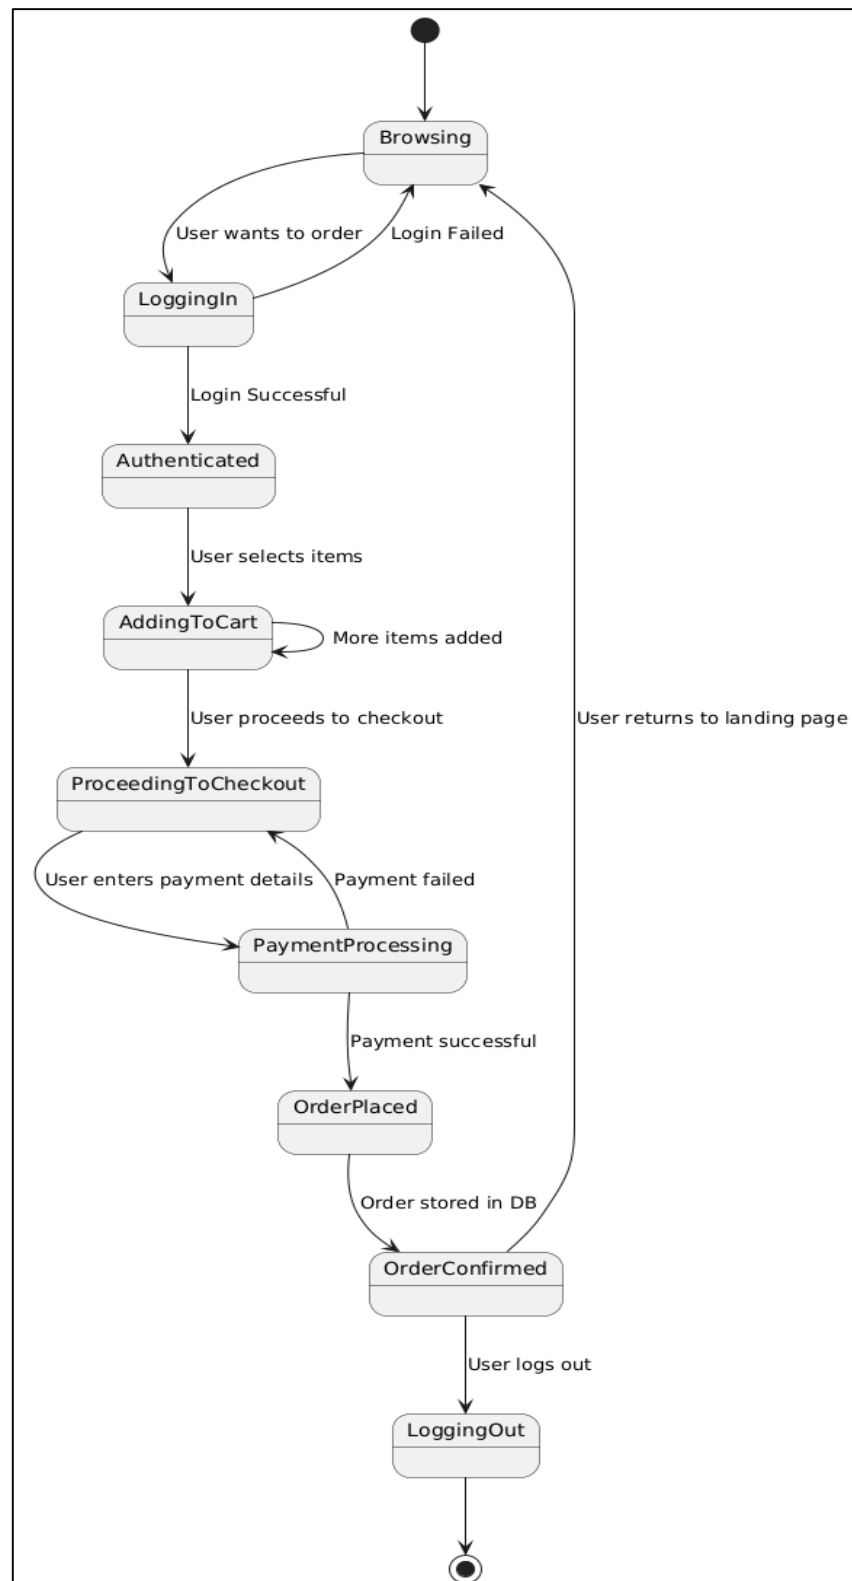 Browsing
User wants to order
Login Failed
LoggingIn
Login Successful
Authenticated
User selects items
AddingToCart
More items added
User proceeds to checkout
User returns to landing page
ProceedingToCheckout
User enters payment details
Payment failed
PaymentProcessing
Payment successful
OrderPlaced
Order stored in DB
OrderConfirmed
User logs out
LoggingOut